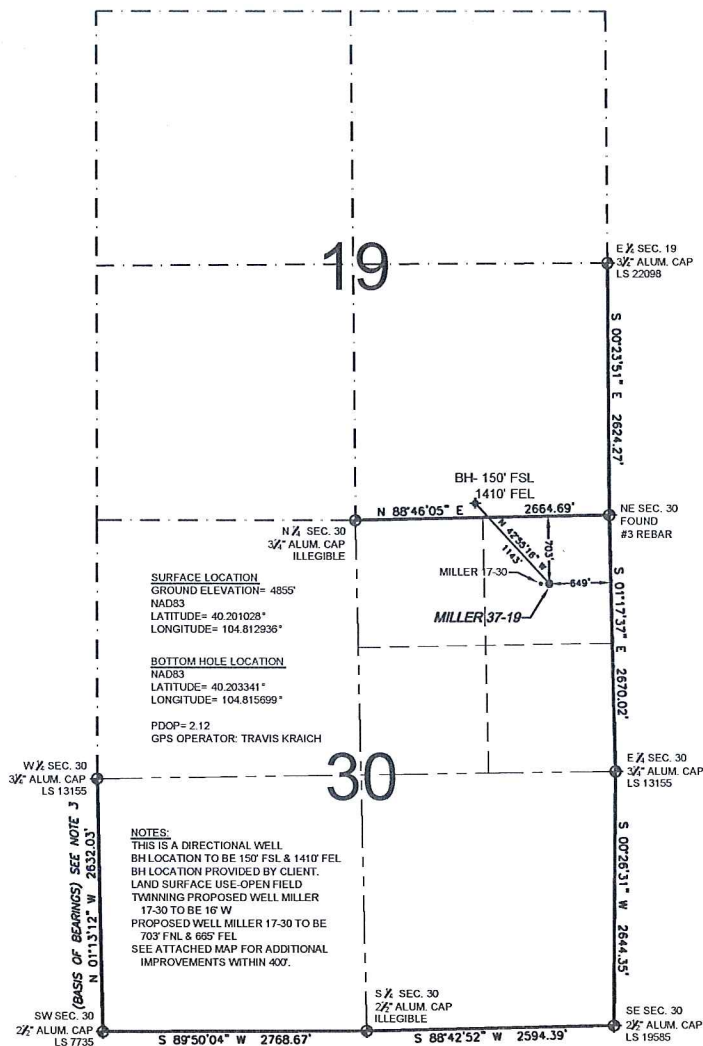 19
E ¼ SEC. 19
3¼" ALUM. CAP
LS 22098
S 00°23'51" E 2624.27'
BH- 150' FSL
1410' FEL
N 88°46'05" E 2664.69'
NE SEC. 30
FOUND
#3 REBAR
N ¼ SEC. 30
3¼" ALUM. CAP
ILLEGIBLE
N 42°55'16" W
1143'
703'
MILLER 17-30
649'
MILLER 37-19
S 01°17'37" E 2670.02'
SURFACE LOCATION
GROUND ELEVATION= 4855'
NAD83
LATITUDE= 40.201028°
LONGITUDE= 104.812936°
BOTTOM HOLE LOCATION
NAD83
LATITUDE= 40.203341°
LONGITUDE= 104.815699°
PDOP= 2.12
GPS OPERATOR: TRAVIS KRAICH
W ¼ SEC. 30
3¼" ALUM. CAP
LS 13155
30
E ¼ SEC. 30
3¼" ALUM. CAP
LS 13155
(BASIS OF BEARINGS) SEE NOTE 3
N 01°13'12" W 2632.03'
NOTES:
THIS IS A DIRECTIONAL WELL
BH LOCATION TO BE 150' FSL & 1410' FEL
BH LOCATION PROVIDED BY CLIENT.
LAND SURFACE USE-OPEN FIELD
TWINNING PROPOSED WELL MILLER
17-30 TO BE 16' W
PROPOSED WELL MILLER 17-30 TO BE
703' FNL & 665' FEL
SEE ATTACHED MAP FOR ADDITIONAL
IMPROVEMENTS WITHIN 400'.
S 00°26'31" W 2644.35'
SW SEC. 30
2½" ALUM. CAP
LS 7735
S 89°50'04" W 2768.67'
S ¼ SEC. 30
2½" ALUM. CAP
ILLEGIBLE
S 88°42'52" W 2594.39'
SE SEC. 30
2½" ALUM. CAP
LS 19585